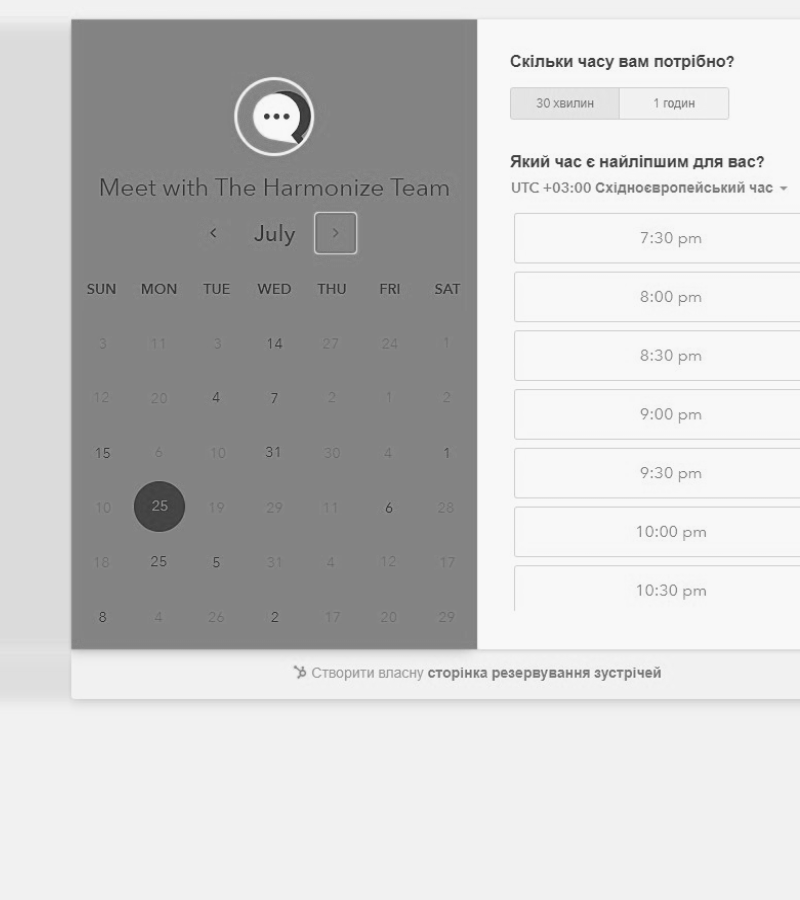 Meet with The Harmonize Team
July
SUN MON TUE WED THU FRI SAT
3 11 3 14 27 24 1
12 20 4 7 2 1 2
15 6 10 31 30 4 1
10 25 19 29 11 6 28
18 25 5 31 4 12 17
8 4 26 2 17 20 29
Скільки часу вам потрібно?
30 хвилин 1 годин
Який час є найліпшим для вас?
UTC +03:00 Східноєвропейський час
7:30 pm
8:00 pm
8:30 pm
9:00 pm
9:30 pm
10:00 pm
10:30 pm
Створити власну сторінка резервування зустрічей